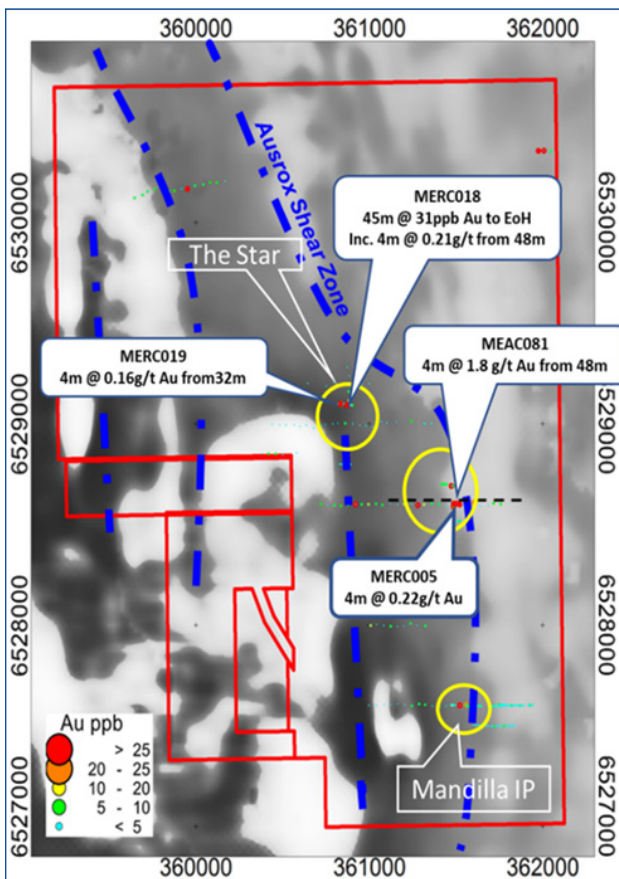 360000 361000 362000
6530000
6530000
Ausrox Shear Zone
MERC018
45m @ 31ppb Au to EoH
Inc. 4m @ 0.21g/t from 48m
The Star
MERC019
4m @ 0.16g/t Au from32m
MEAC081
4m @ 1.8 g/t Au from 48m
6529000
6529000
MERC005
4m @ 0.22g/t Au
6528000
6528000
Au ppb
> 25
20 - 25
10 - 20
5 - 10
< 5
Mandilla IP
6527000
6527000
360000 361000 362000